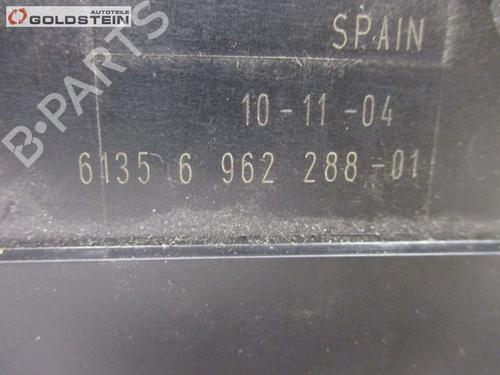 Autoteile
GOLDSTEIN
SPAIN
B-PARTS
10-11-04
6135 6 962 288-01